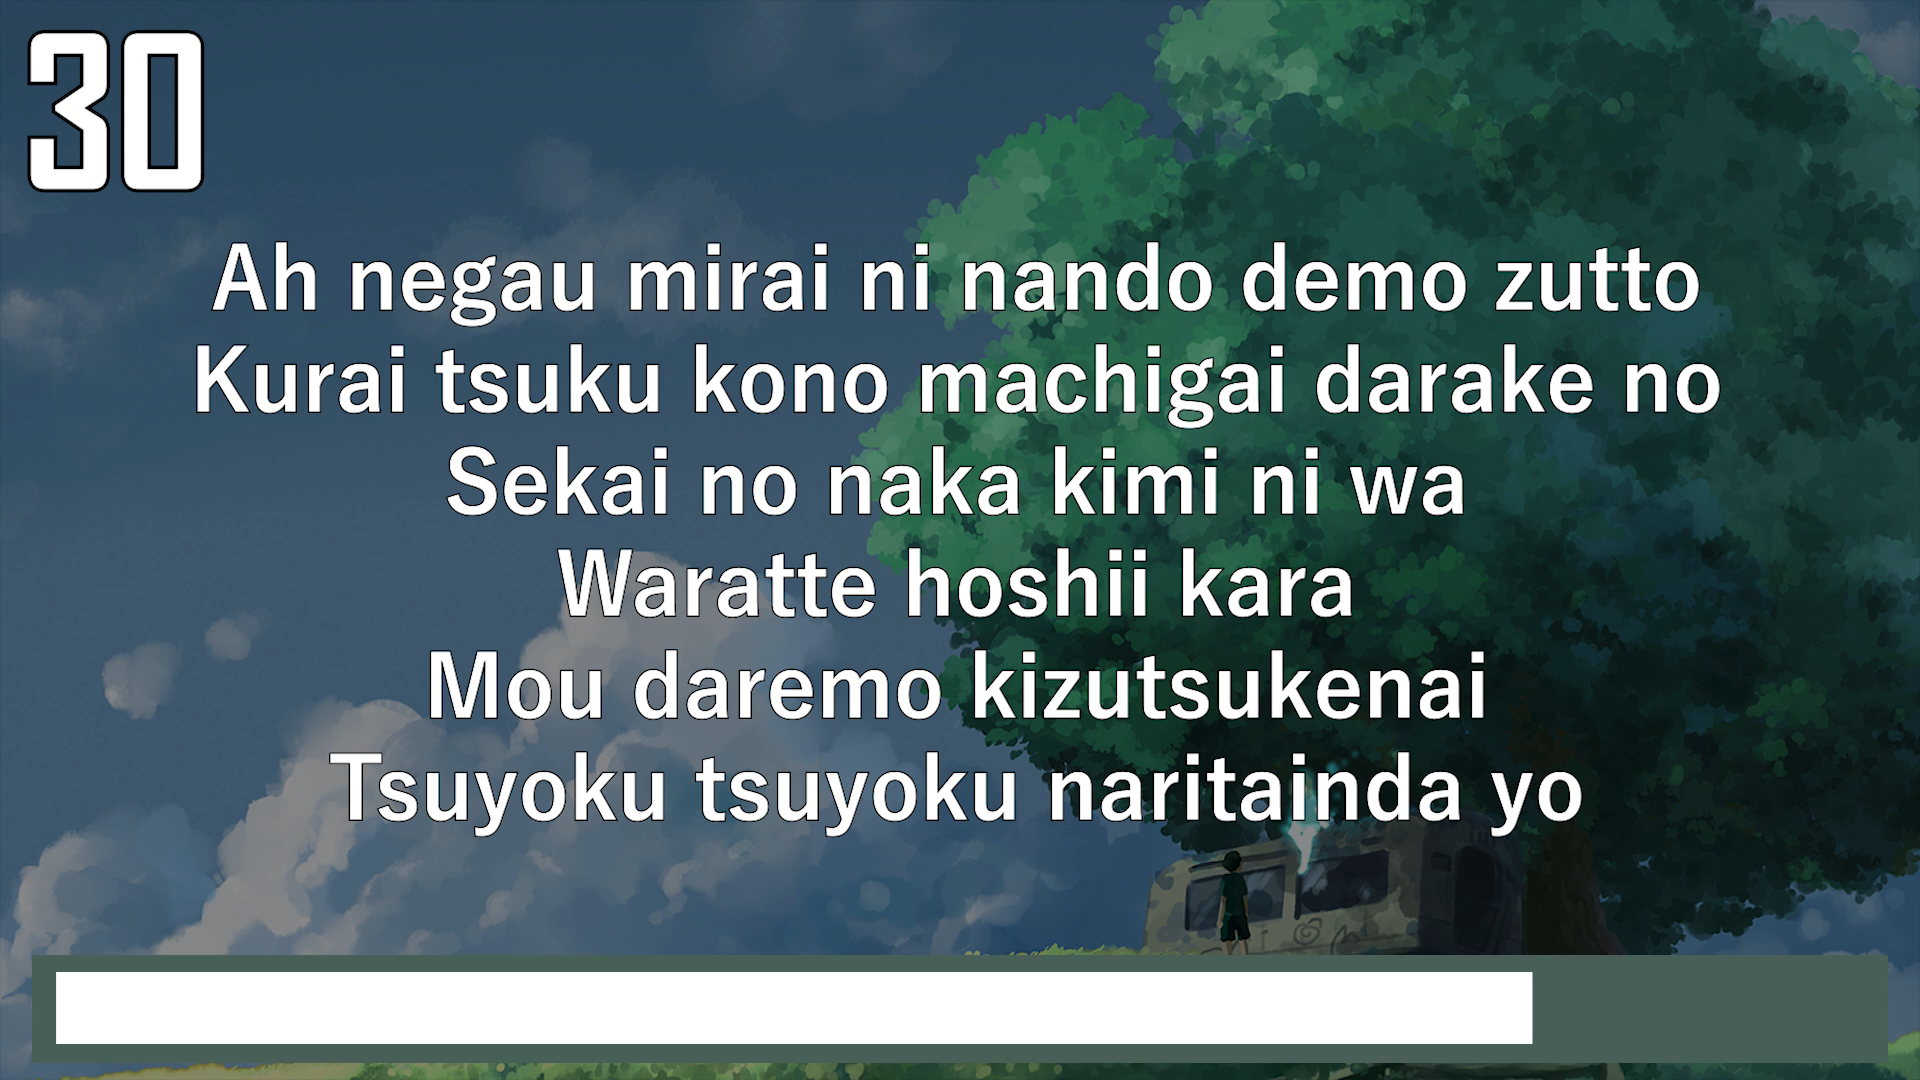 30
Ah negau mirai ni nando demo zutto
Kurai tsuku kono machigai darake no
Sekai no naka kimi ni wa
Waratte hoshii kara
Mou daremo kizutsukenai
Tsuyoku tsuyoku naritainda yo